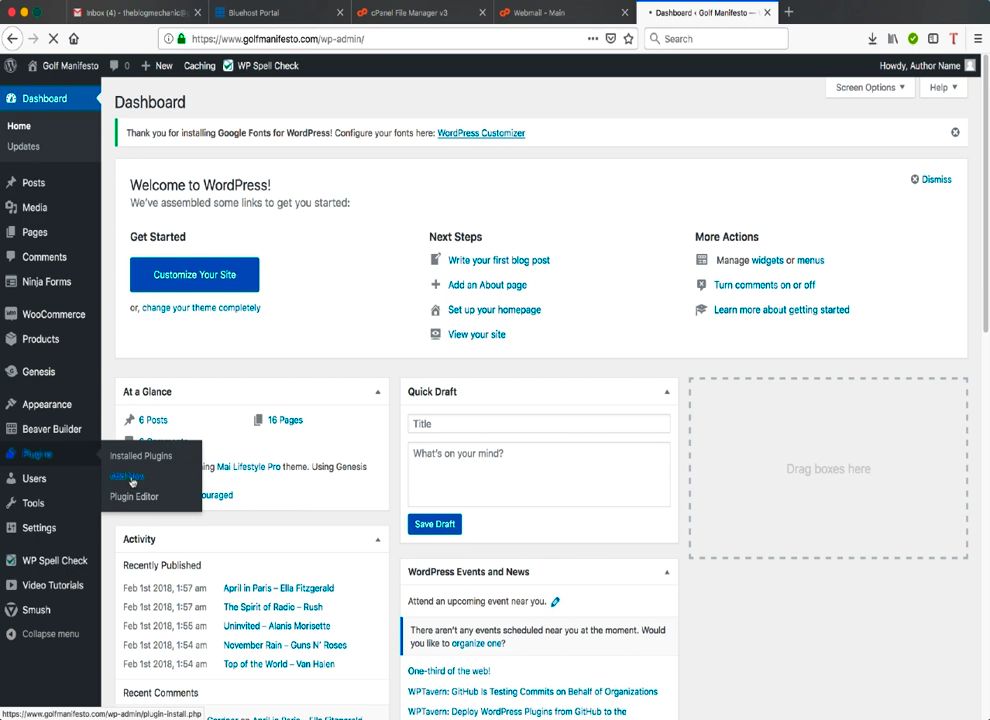 Inbox (4) - theblogmechanic@
Bluehost Portal
cPanel File Manager v3
Webmail - Main
Dashboard ‹ Golf Manifesto —
https://www.golfmanifesto.com/wp-admin/
Search
Golf Manifesto
0
New
Caching
WP Spell Check
Howdy, Author Name
Dashboard
Home
Updates
Posts
Media
Pages
Comments
Ninja Forms
WooCommerce
Products
Genesis
Appearance
Beaver Builder
Plugins
Users
Tools
Settings
WP Spell Check
Video Tutorials
Smush
Collapse menu
Installed Plugins
Add New
Plugin Editor
Dashboard
Screen Options
Help
Thank you for installing Google Fonts for WordPress! Configure your fonts here: WordPress Customizer
Welcome to WordPress!
We've assembled some links to get you started:
Dismiss
Get Started
Customize Your Site
or, change your theme completely
Next Steps
Write your first blog post
Add an About page
Set up your homepage
View your site
More Actions
Manage widgets or menus
Turn comments on or off
Learn more about getting started
At a Glance
6 Posts
16 Pages
ing Mai Lifestyle Pro theme. Using Genesis
ouraged
Activity
Recently Published
Feb 1st 2018, 1:57 am April in Paris – Ella Fitzgerald
Feb 1st 2018, 1:57 am The Spirit of Radio – Rush
Feb 1st 2018, 1:55 am Uninvited – Alanis Morisette
Feb 1st 2018, 1:54 am November Rain – Guns N' Roses
Feb 1st 2018, 1:54 am Top of the World – Van Halen
Recent Comments
Gardner on April in Paris – Ella Fitzgerald
Quick Draft
Title
What's on your mind?
Save Draft
WordPress Events and News
Attend an upcoming event near you.
There aren't any events scheduled near you at the moment. Would
you like to organize one?
One-third of the web!
WPTavern: GitHub Is Testing Commits on Behalf of Organizations
WPTavern: Deploy WordPress Plugins from GitHub to the
Drag boxes here
https://www.golfmanifesto.com/wp-admin/plugin-install.php